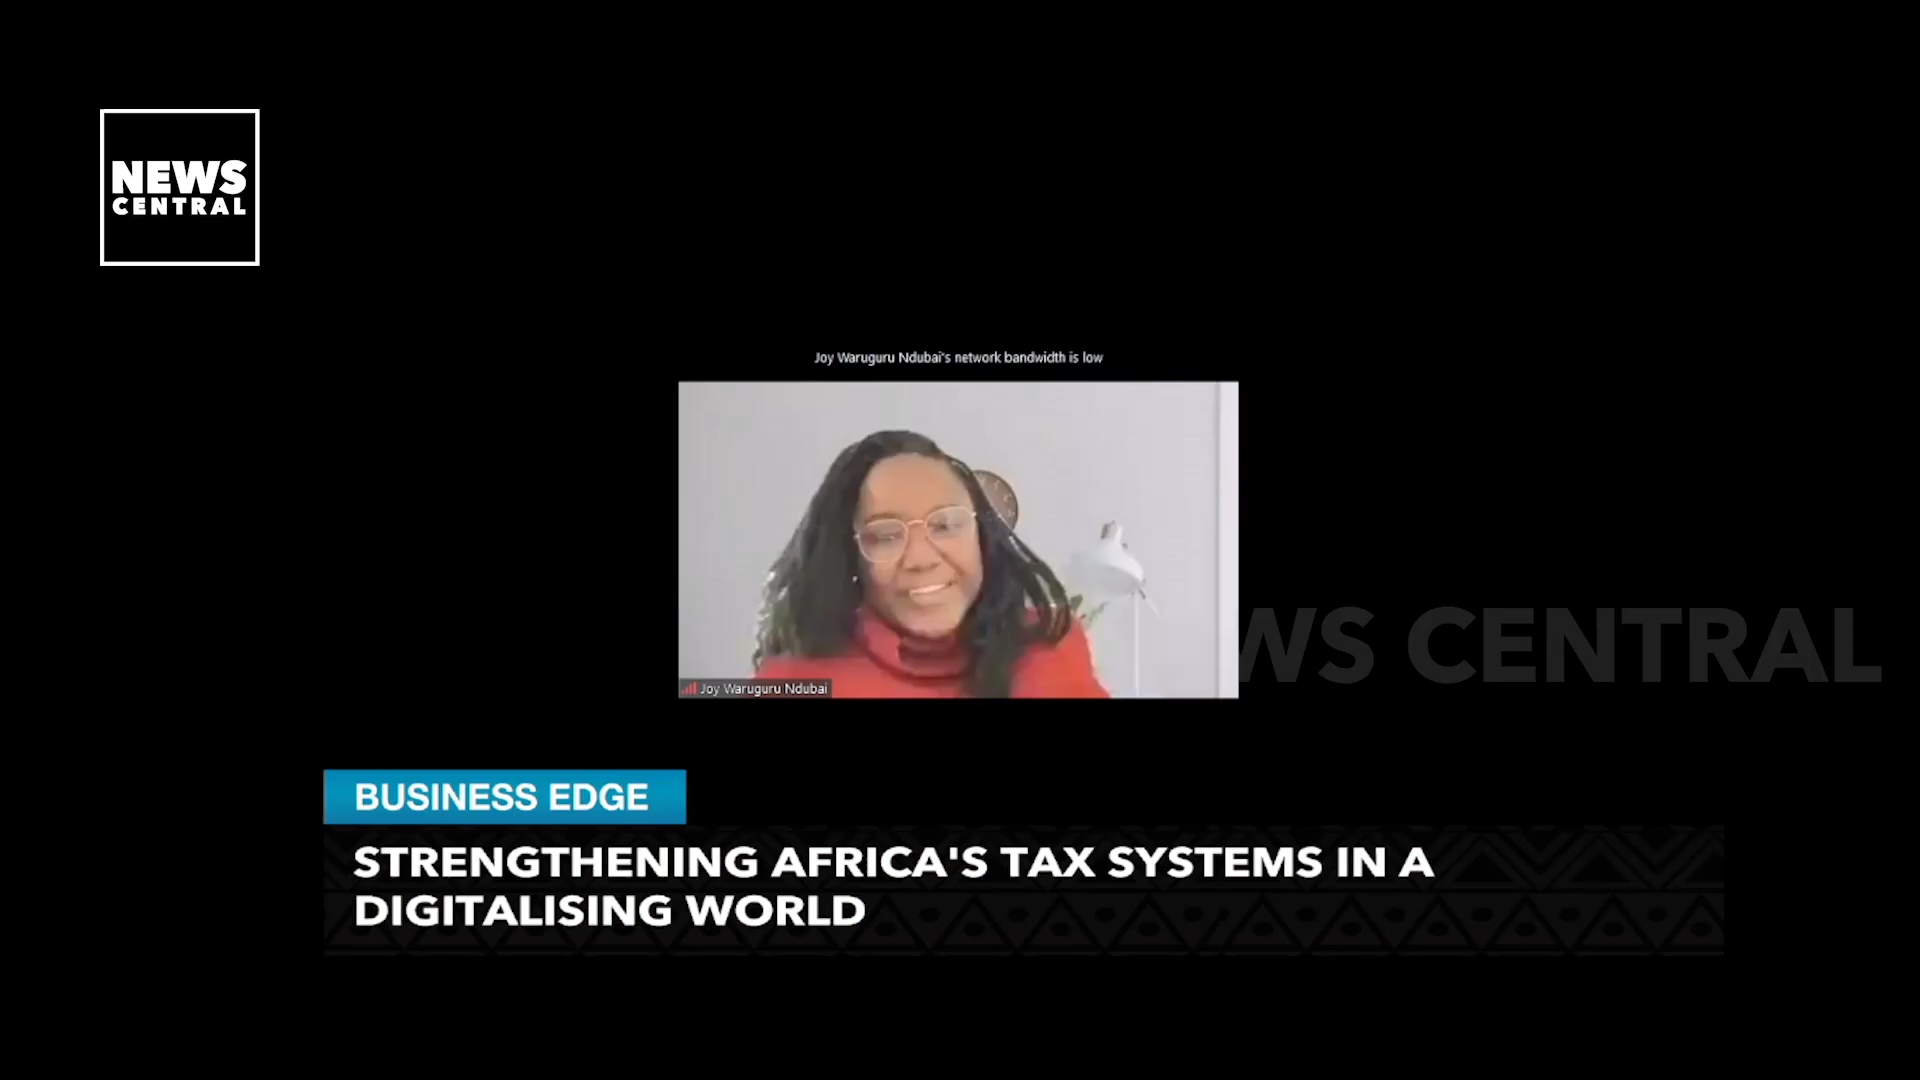 NEWS
CENTRAL
Joy Waruguru Ndubai's network bandwidth is low
WS CENTRAL
Joy Waruguru Ndubai
BUSINESS EDGE
STRENGTHENING AFRICA'S TAX SYSTEMS IN A
DIGITALISING WORLD